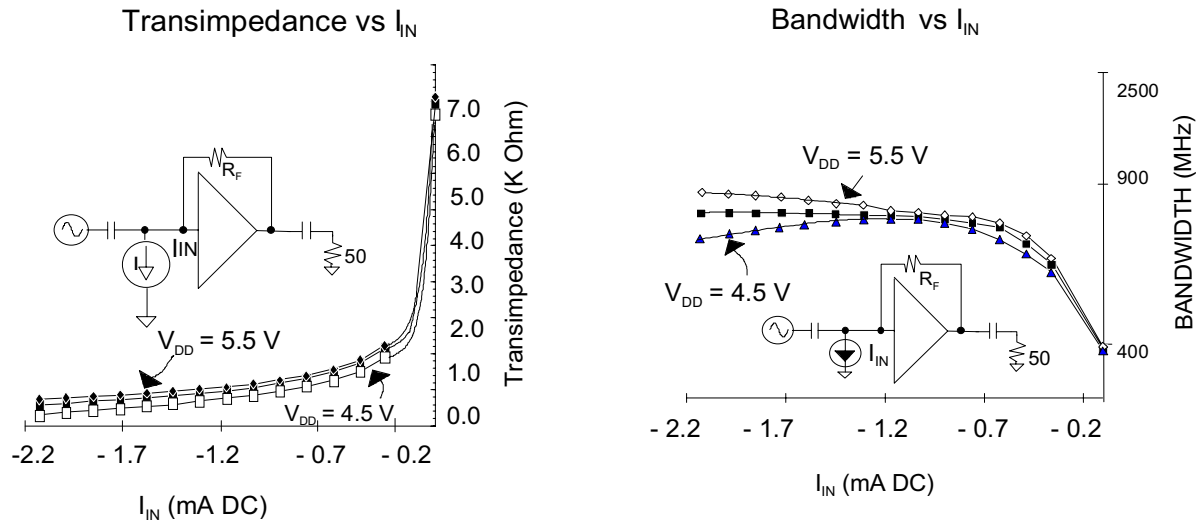 Transimpedance vs I_IN
7.0
6.0
5.0
4.0
3.0
2.0
1.0
0.0
Transimpedance (K Ohm)
R_F
I_IN
I
50
V_DD = 5.5 V
V_DD = 4.5 V
-2.2 - 1.7 -1.2 - 0.7 - 0.2
I_IN (mA DC)
Bandwidth vs I_IN
2500
900
400
BANDWIDTH (MHz)
V_DD = 5.5 V
V_DD = 4.5 V
R_F
I_IN
50
- 2.2 - 1.7 - 1.2 - 0.7 - 0.2
I_IN (mA DC)